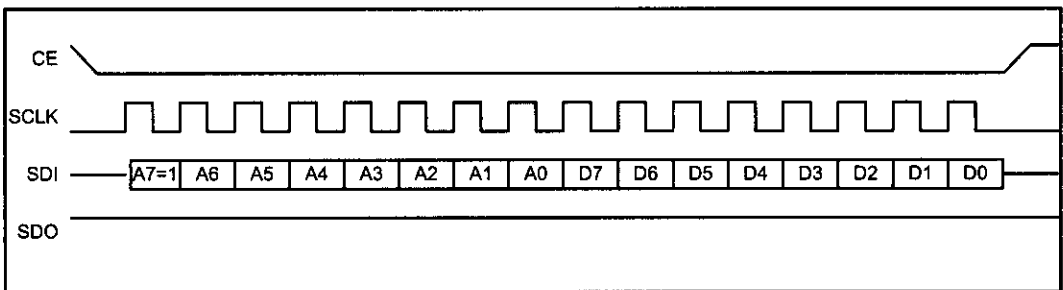 CE
SCLK
SDI A7=1 A6 A5 A4 A3 A2 A1 A0 D7 D6 D5 D4 D3 D2 D1 D0
SDO